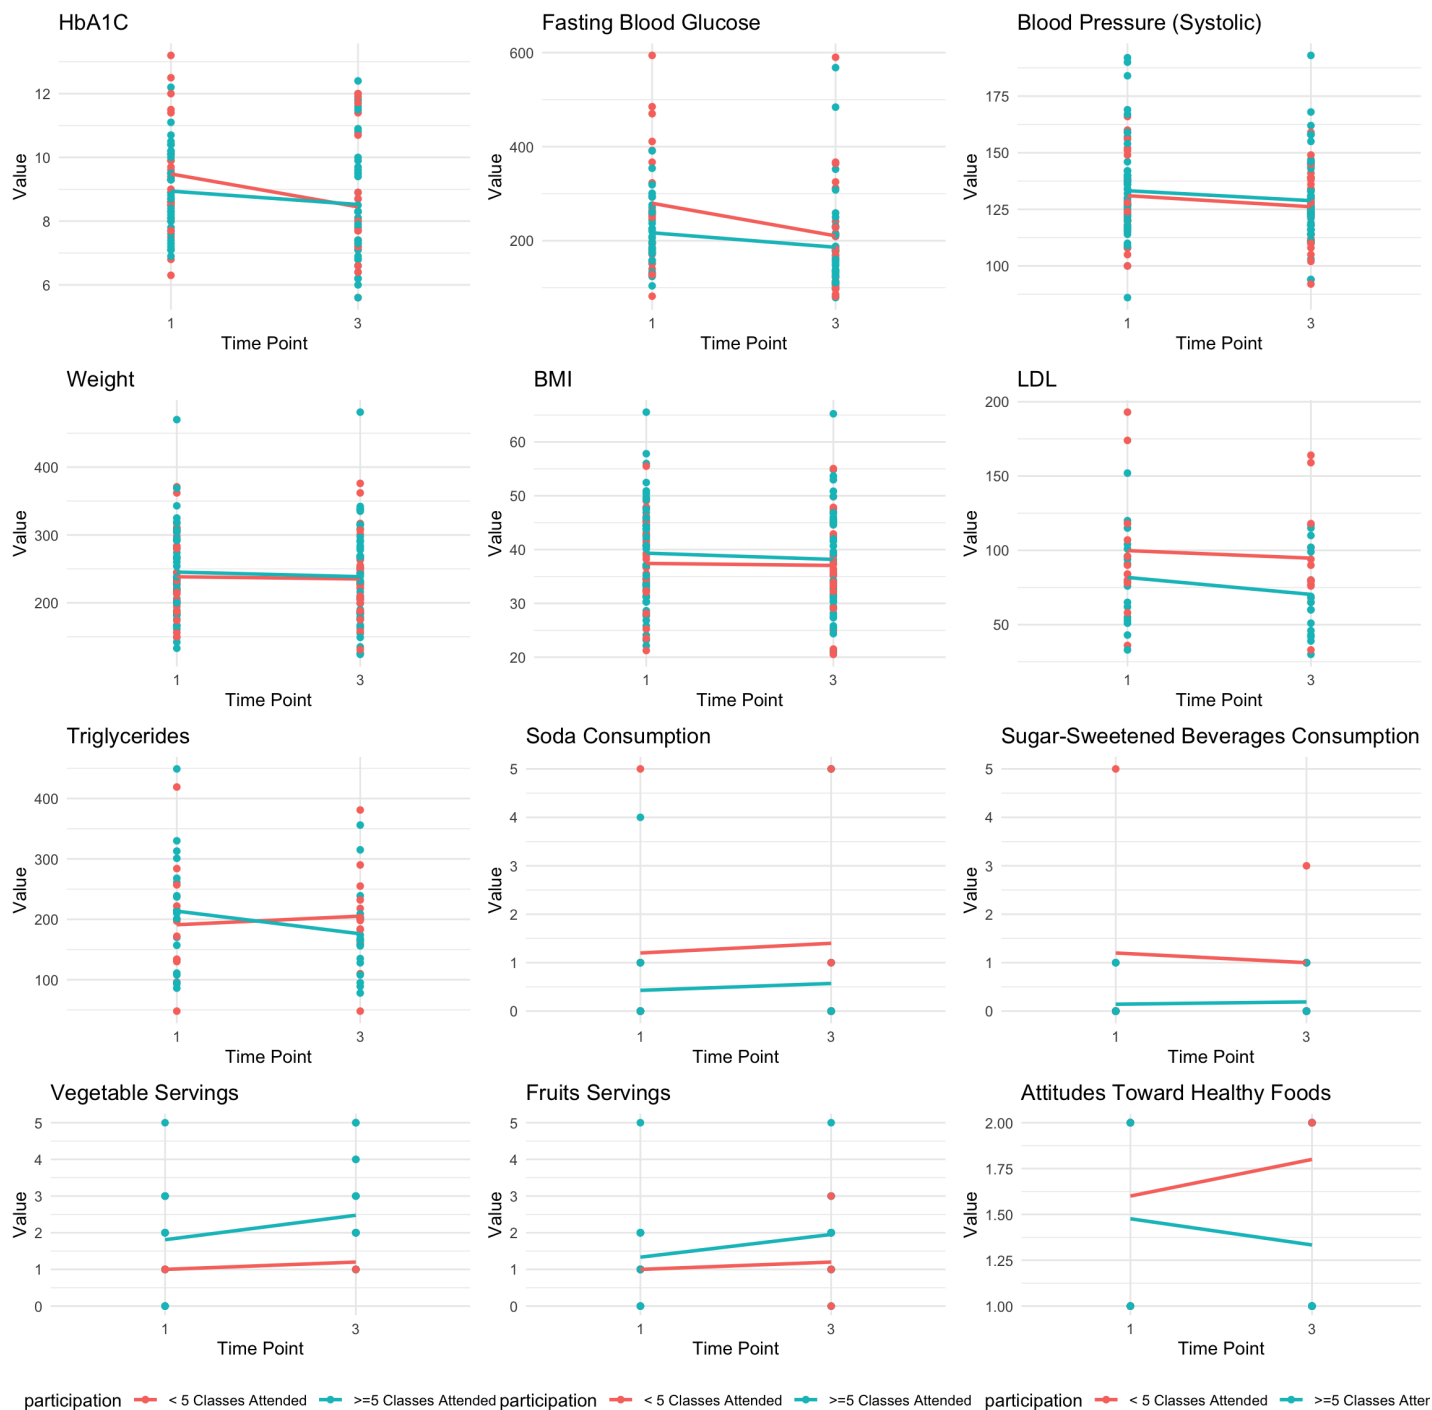 HbA1C
Fasting Blood Glucose
Blood Pressure (Systolic)
Value
12
10
8
6
1
3
Time Point
Value
600
400
200
1
3
Time Point
Value
175
150
125
100
1
3
Time Point
Weight
BMI
LDL
Value
400
300
200
1
3
Time Point
Value
60
50
40
30
20
1
3
Time Point
Value
200
150
100
50
1
3
Time Point
Triglycerides
Soda Consumption
Sugar-Sweetened Beverages Consumption
Value
400
300
200
100
1
3
Time Point
Value
5
4
3
2
1
0
1
3
Time Point
Value
5
4
3
2
1
0
1
3
Time Point
Vegetable Servings
Fruits Servings
Attitudes Toward Healthy Foods
Value
5
4
3
2
1
0
1
3
Time Point
Value
5
4
3
2
1
0
1
3
Time Point
Value
2.00
1.75
1.50
1.25
1.00
1
3
Time Point
participation < 5 Classes Attended >=5 Classes Attended
participation < 5 Classes Attended >=5 Classes Attended
participation < 5 Classes Attended >=5 Classes Atter